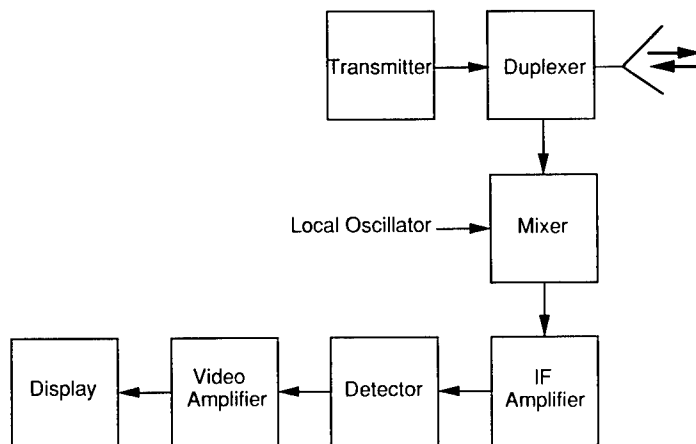 Transmitter
Duplexer
Local Oscillator
Mixer
Display
Video
Amplifier
Detector
IF
Amplifier